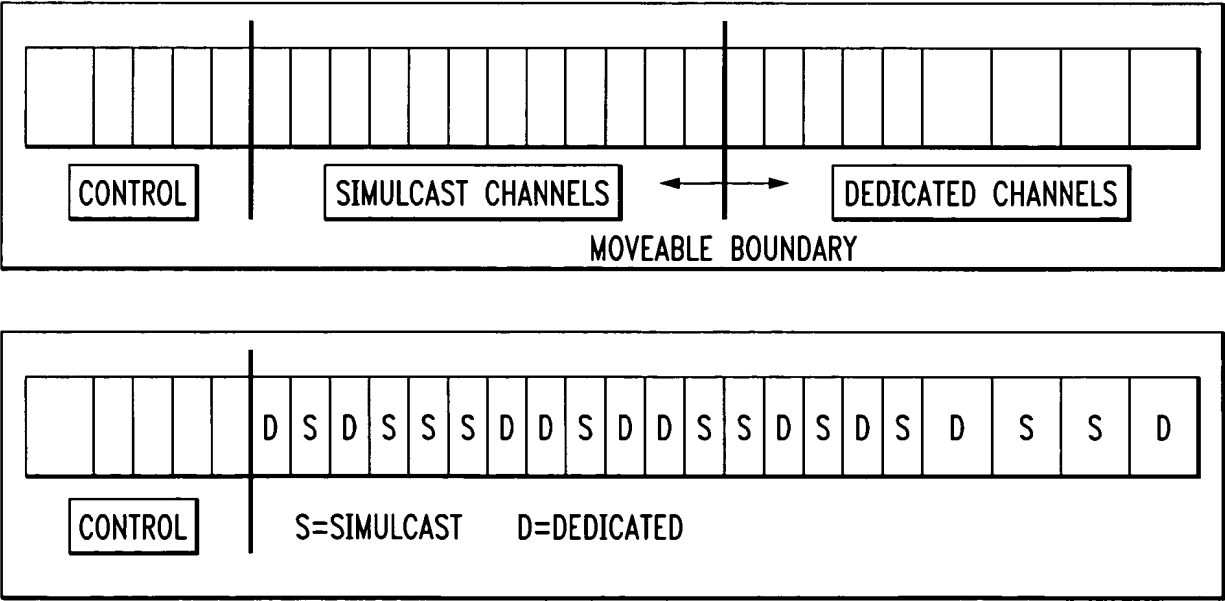 CONTROL
SIMULCAST CHANNELS
DEDICATED CHANNELS
MOVEABLE BOUNDARY
D S D S S S D D S D D S S D S D S D S S D
CONTROL
S=SIMULCAST D=DEDICATED